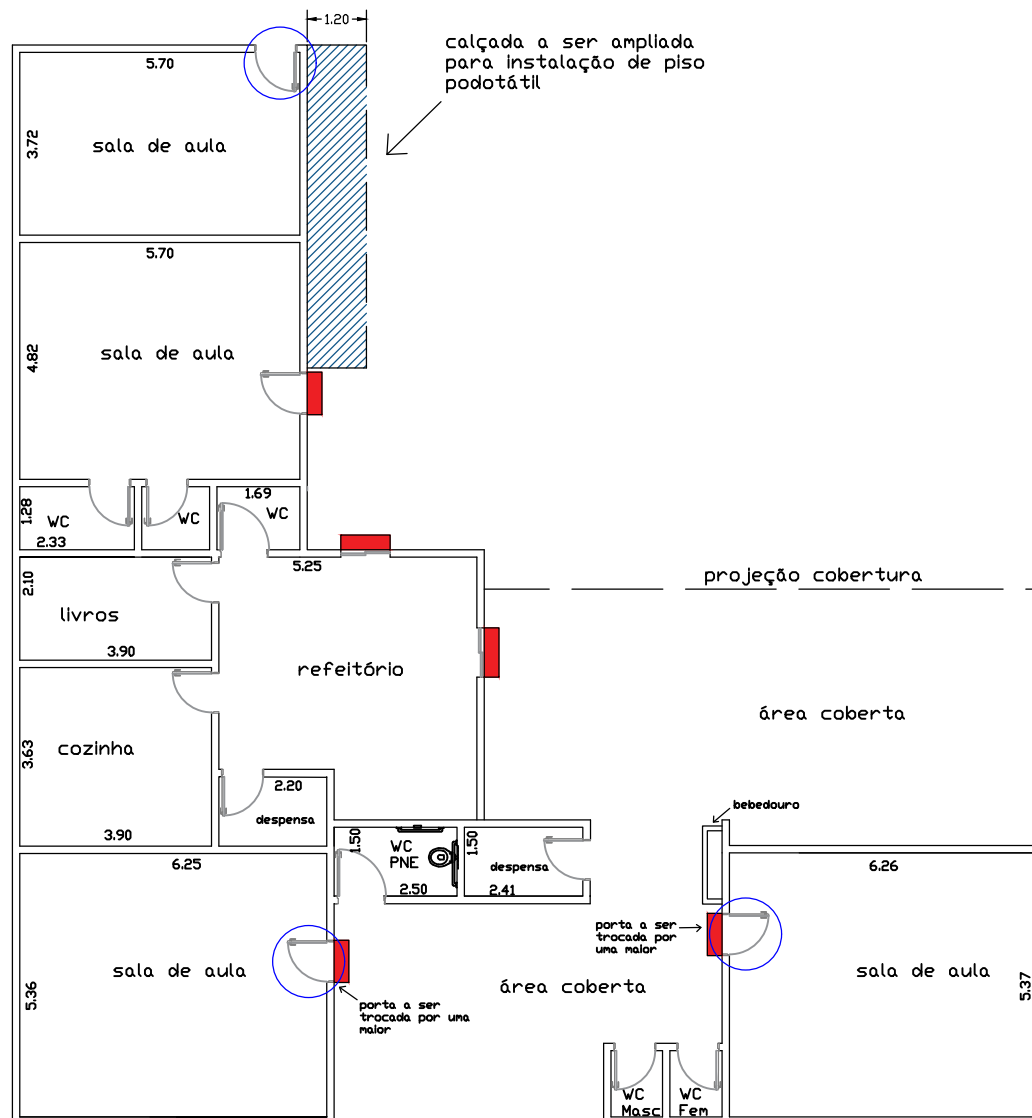 1.20
calçada a ser ampliada
para instalação de piso
podotátil
5.70
3.72
sala de aula
5.70
4.82
sala de aula
1.28
WC
2.33
WC
1.69
WC
5.25
2.10
livros
3.90
projeção cobertura
refeitório
área coberta
3.63
cozinha
3.90
2.20
despensa
bebedouro
1.50
WC
PNE
2.50
1.50
despensa
2.41
6.25
6.26
porta a ser
trocada por
uma maior
sala de aula
5.36
área coberta
sala de aula
5.37
porta a ser
trocada por uma
maior
WC
Masc
WC
Fem